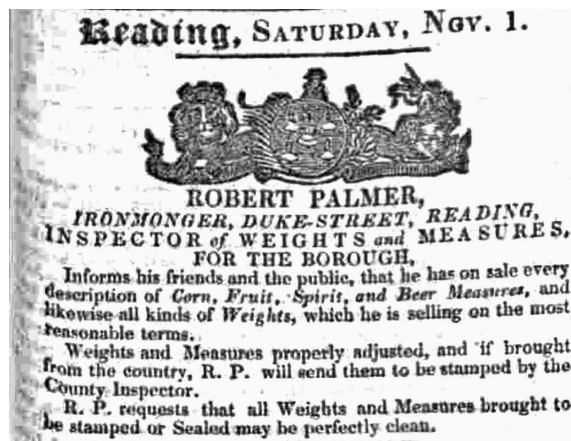 Reading, SATURDAY, NOV. 1.
ROBERT PALMER,
IRONMONGER, DUKE-STREET, READING,
INSPECTOR of WEIGHTS and MEASURES,
FOR THE BOROUGH,
Informs his friends and the public, that he has on sale every
description of Corn, Fruit, Spirit, and Beer Measures, and
likewise all kinds of Weights, which he is selling on the most
reasonable terms.
Weights and Measures properly adjusted, and if brought
from the country, R. P. will send them to be stamped by the
County Inspector.
R. P. requests that all Weights and Measures brought to
be stamped or Sealed may be perfectly clean.